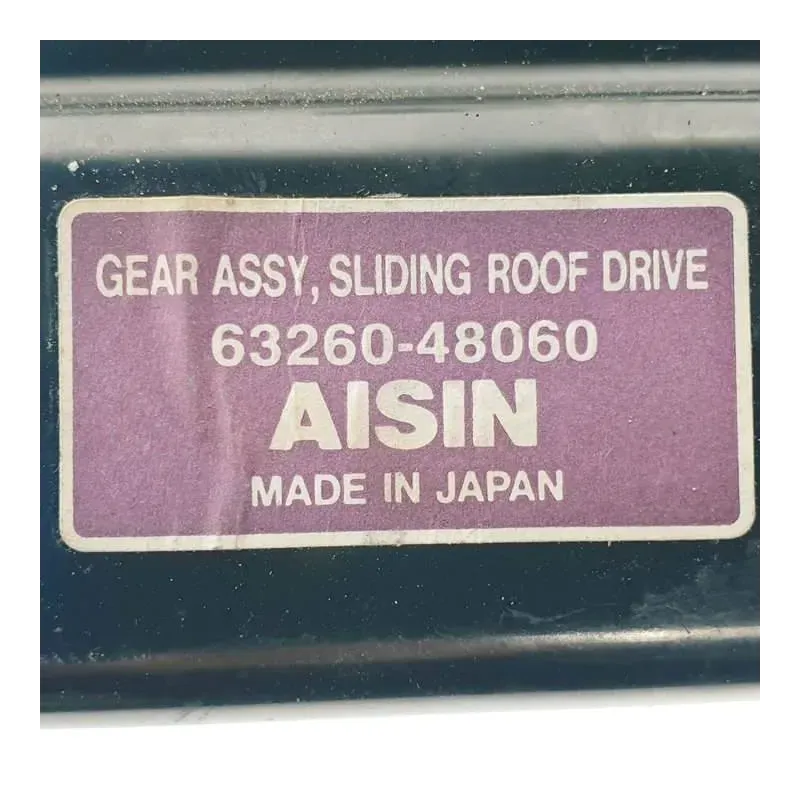 GEAR ASSY, SLIDING ROOF DRIVE
63260-48060
AISIN
MADE IN JAPAN